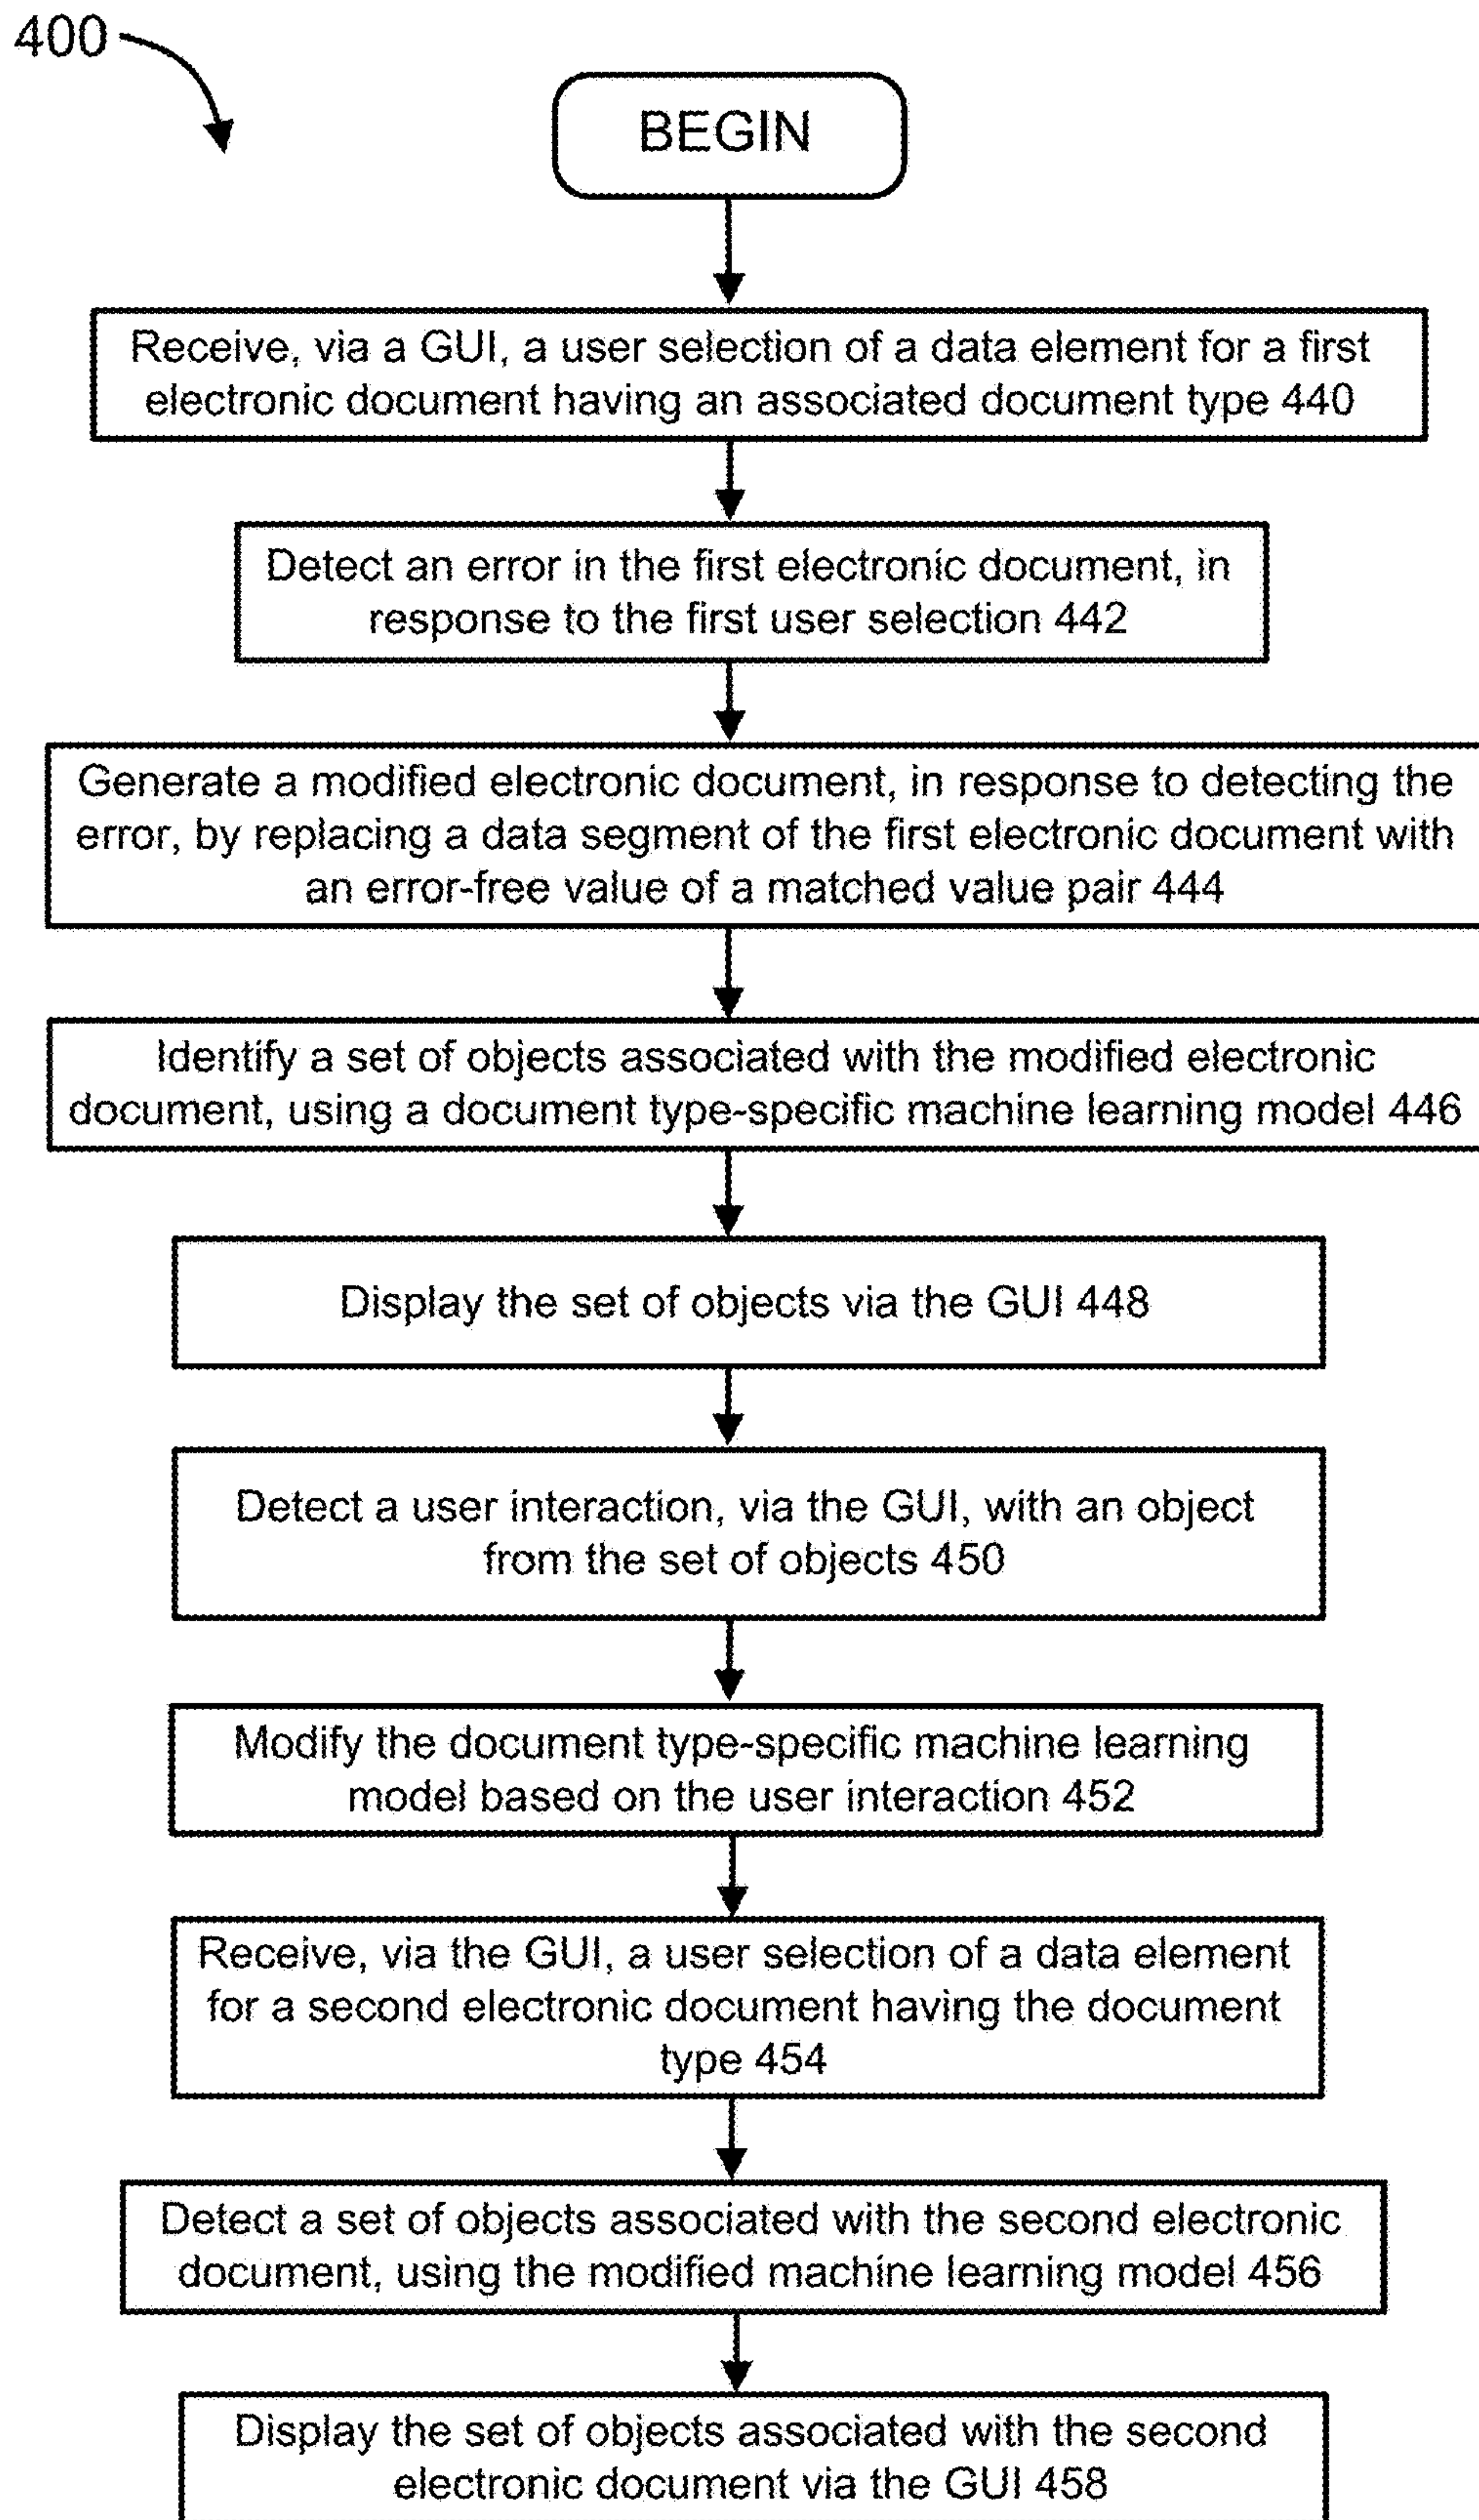 400
BEGIN
Receive, via a GUI, a user selection of a data element for a first
electronic document having an associated document type 440
Detect an error in the first electronic document, in
response to the first user selection 442
Generate a modified electronic document, in response to detecting the
error, by replacing a data segment of the first electronic document with
an error-free value of a matched value pair 444
Identify a set of objects associated with the modified electronic
document, using a document type-specific machine learning model 446
Display the set of objects via the GUI 448
Detect a user interaction, via the GUI, with an object
from the set of objects 450
Modify the document type-specific machine learning
model based on the user interaction 452
Receive, via the GUI, a user selection of a data element
for a second electronic document having the document
type 454
Detect a set of objects associated with the second electronic
document, using the modified machine learning model 456
Display the set of objects associated with the second
electronic document via the GUI 458